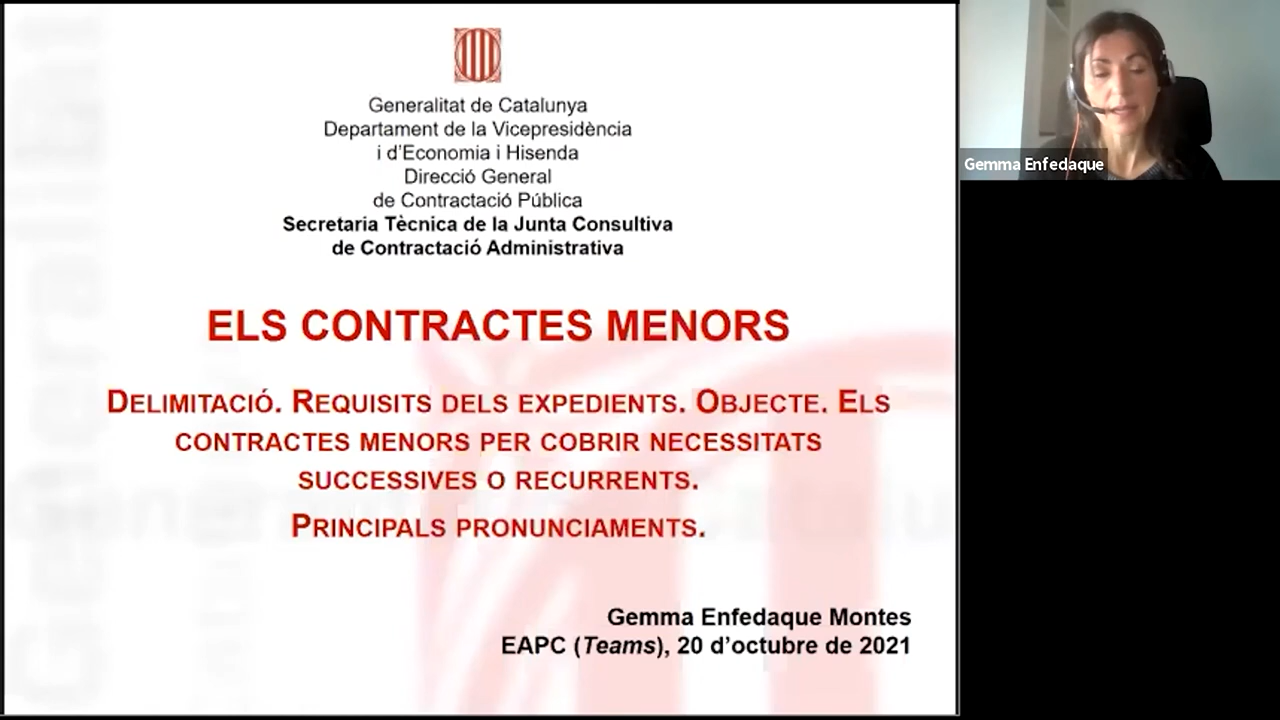 Generalitat de Catalunya
Departament de la Vicepresidència
i d'Economia i Hisenda
Direcció General
de Contractació Pública
Secretaria Tècnica de la Junta Consultiva
de Contractació Administrativa
ELS CONTRACTES MENORS
DELIMITACIÓ. REQUISITS DELS EXPEDIENTS. OBJECTE. ELS
CONTRACTES MENORS PER COBRIR NECESSITATS
SUCCESSIVES O RECURRENTS.
PRINCIPALS PRONUNCIAMENTS.
Gemma Enfedaque Montes
EAPC (Teams), 20 d'octubre de 2021
Gemma Enfedaque